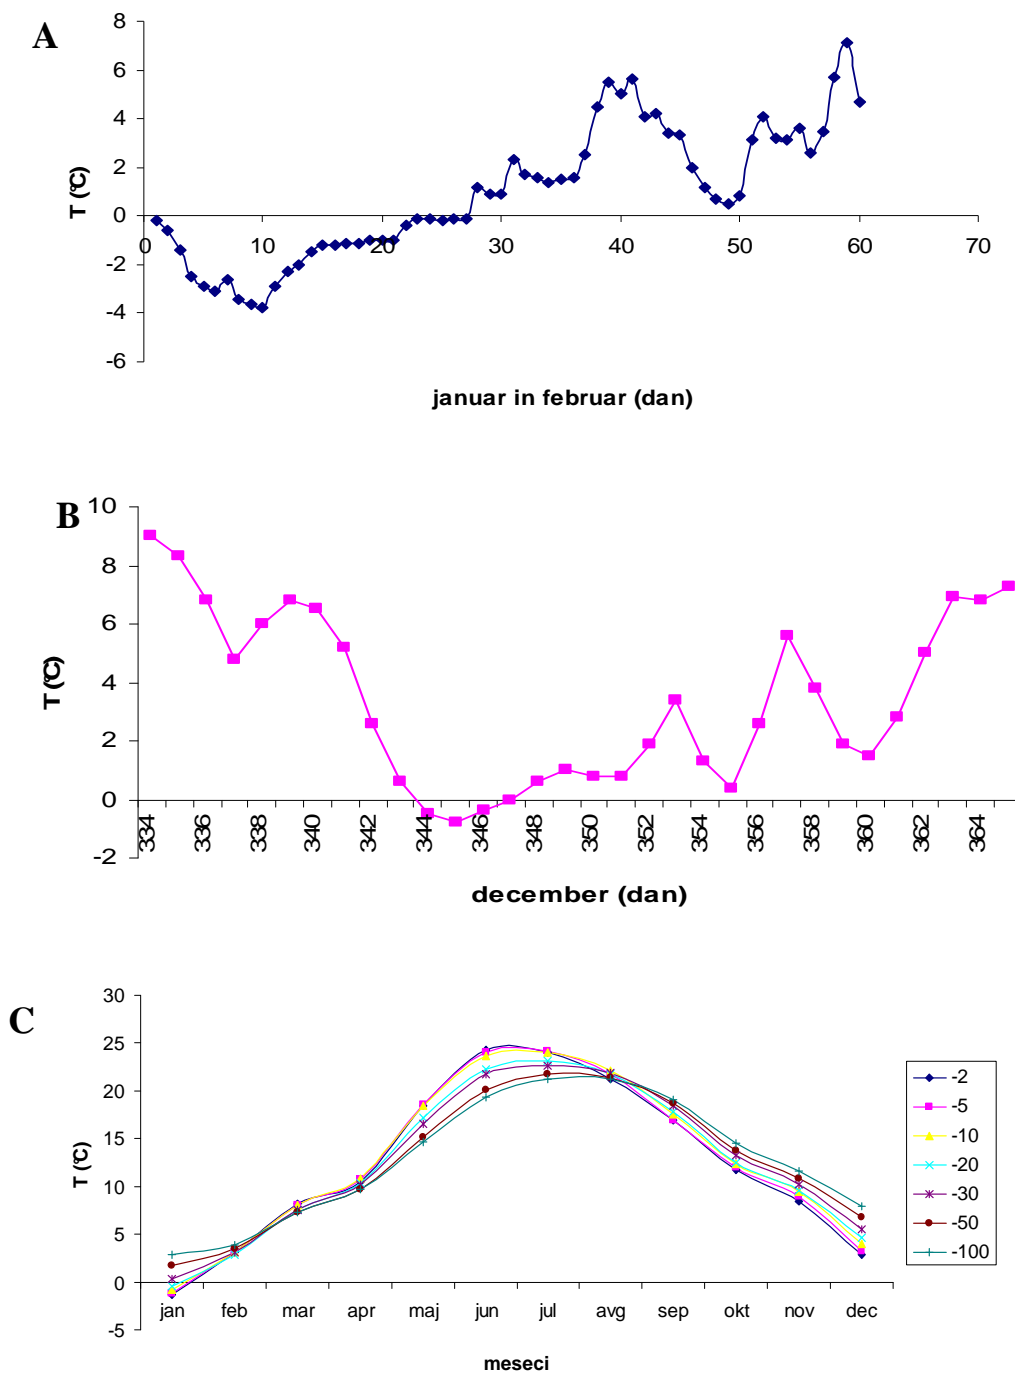 A
8
6
4
2
0
-2
-4
-6
0 10 20 30 40 50 60 70
T (°C)
januar in februar (dan)
B
10
8
6
4
2
0
-2
334 336 338 340 342 344 346 348 350 352 354 356 358 360 362 364
T (°C)
december (dan)
C
30
25
20
15
10
5
0
-5
jan feb mar apr maj jun jul avg sep okt nov dec
T (°C)
meseci
-2
-5
-10
-20
-30
-50
-100